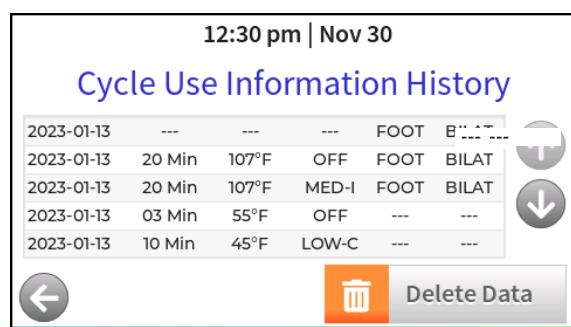 12:30 pm | Nov 30
Cycle Use Information History
2023-01-13 --- --- --- FOOT --- ---
2023-01-13 20 Min 107°F OFF FOOT BILAT
2023-01-13 20 Min 107°F MED-I FOOT BILAT
2023-01-13 03 Min 55°F OFF --- ---
2023-01-13 10 Min 45°F LOW-C --- ---
Delete Data